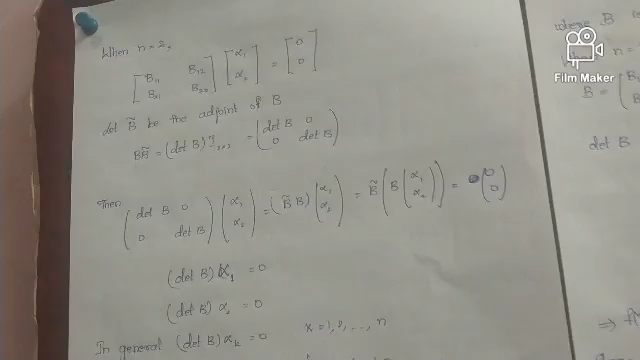 When n=2,
[B₁₁ B₁₂ B₂₁ B₂₂] [α₁ α₂] = [0 0]
Let B̃ be the adjoint of B
BB̃ = (det B) I₂ₓ₂ = (det B 0 0 det B)
Then
(det B 0 0 det B) (α₁ α₂) = (B̃ B) (α₁ α₂) = B̃ (B (α₁ α₂)) = (0 0)
(det B) α₁ = 0
(det B) α₂ = 0
In general (det B) αₖ = 0 k=1,2,..., n
where B
n =
B =
det B
⇒
Film Maker